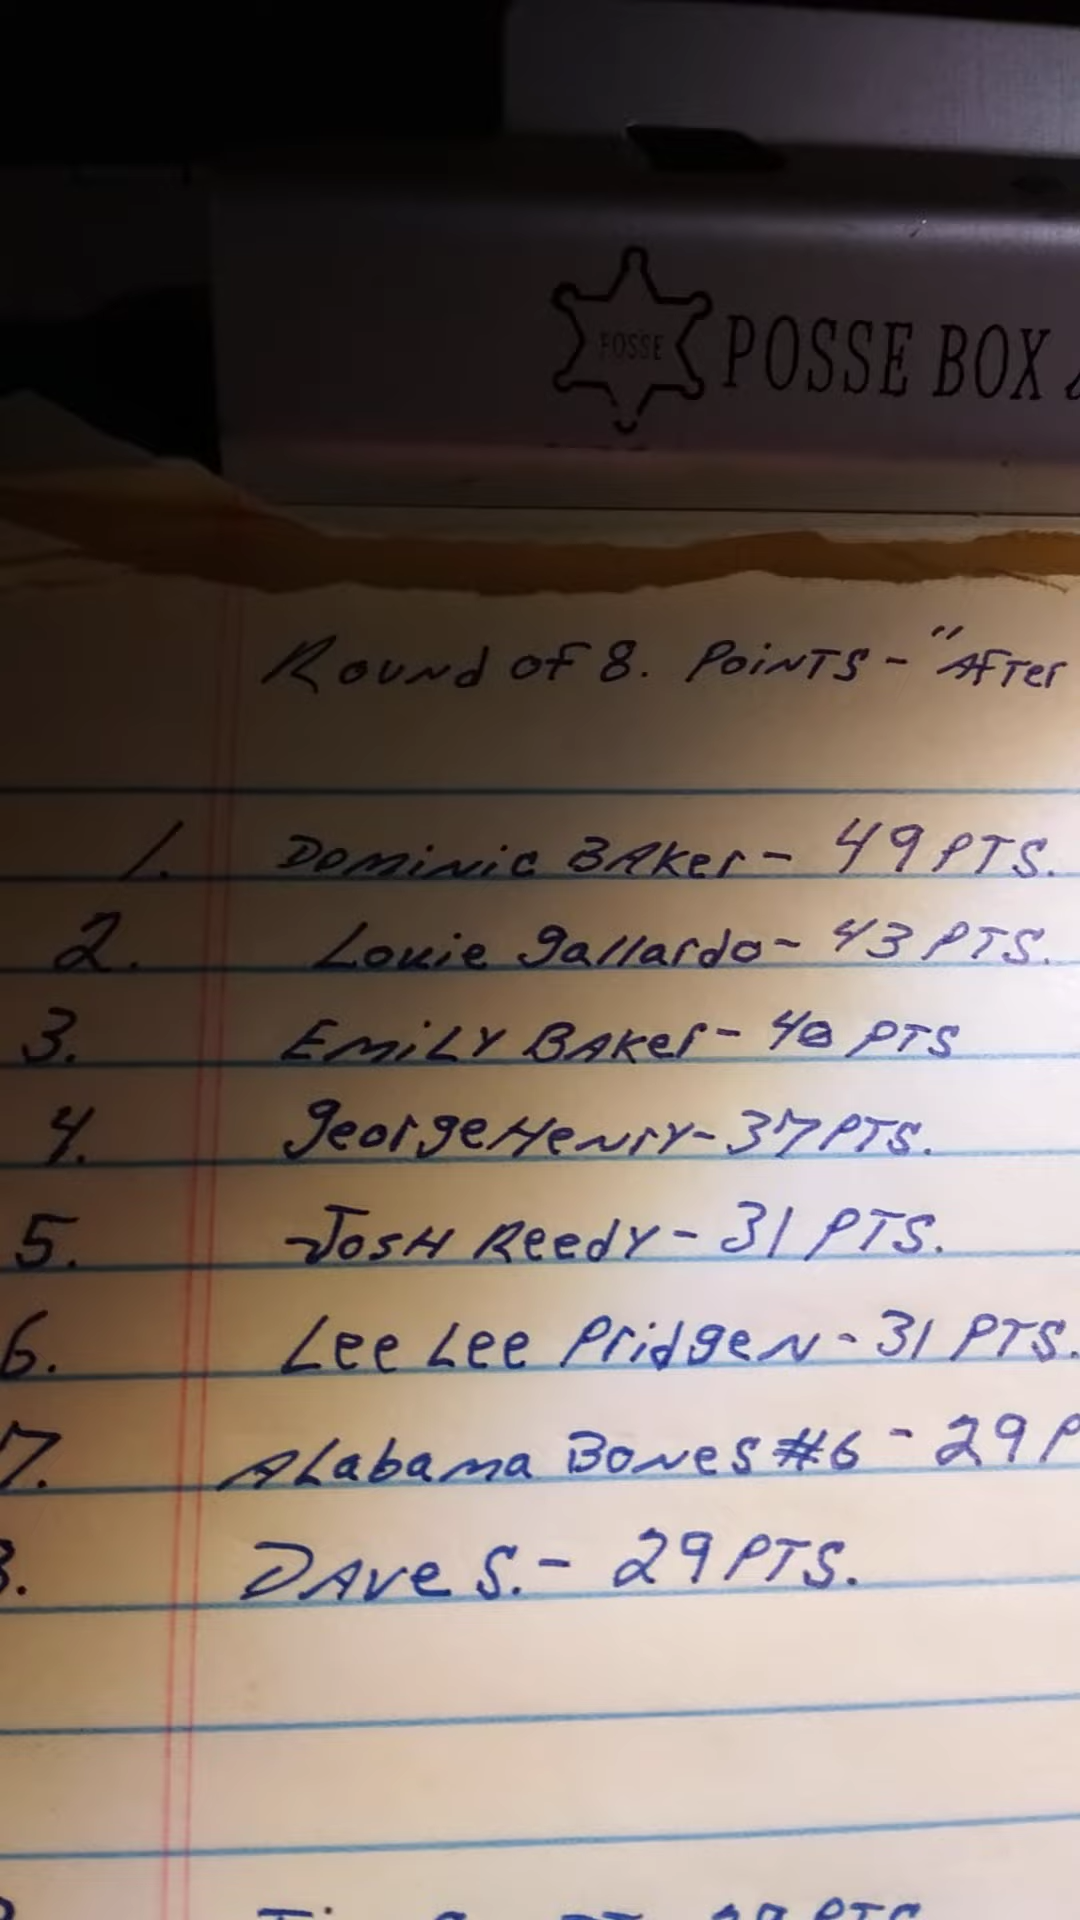 POSSE
POSSE BOX
Round of 8. Points - "After
1. Dominic Baker - 49 PTS.
2. Louie Gallardo - 43 PTS.
3. Emily Baker - 40 PTS
4. George Henry - 37 PTS.
5. Josh Reedy - 31 PTS.
6. Lee Lee Pridgen - 31 PTS.
7. Alabama Bones #6 - 29 P
8. Dave S. - 29 PTS.